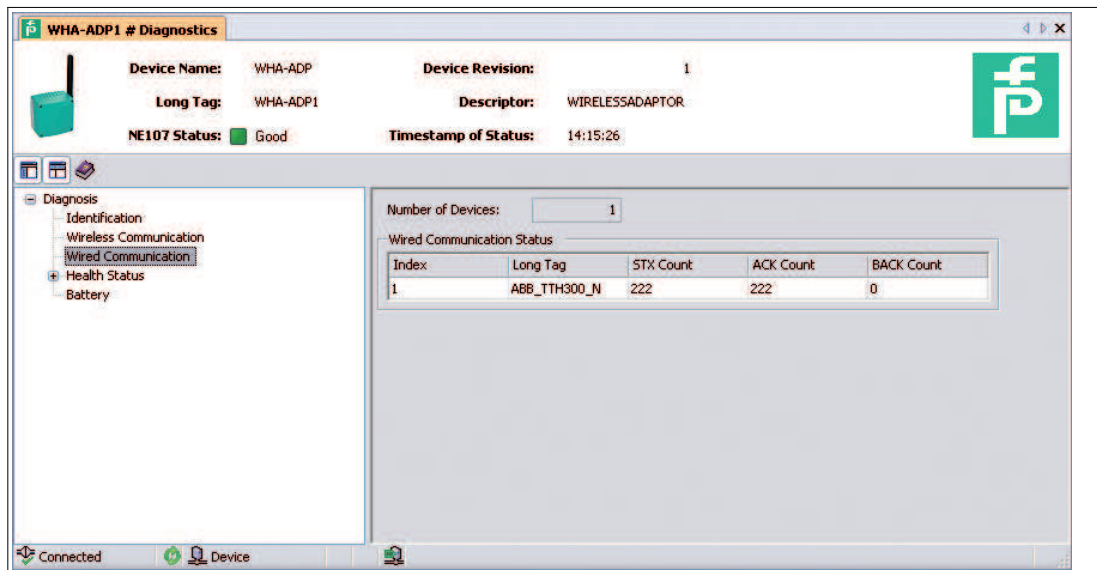 WHA-ADP1 # Diagnostics
Device Name: WHA-ADP Device Revision: 1
Long Tag: WHA-ADP1 Descriptor: WIRELESSADAPTOR
NE107 Status: Good Timestamp of Status: 14:15:26
Diagnosis
Identification
Wireless Communication
Wired Communication
Health Status
Battery
Number of Devices: 1
Wired Communication Status
Index Long Tag STX Count ACK Count BACK Count
1 ABB_TTH300_N 222 222 0
Connected Device